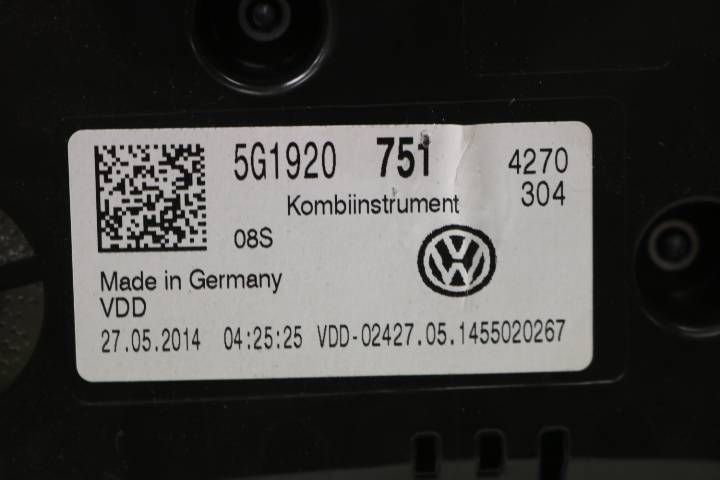 5G1920 751 4270
Kombiinstrument 304
08S
Made in Germany
VDD
27.05.2014 04:25:25 VDD-02427.05.1455020267